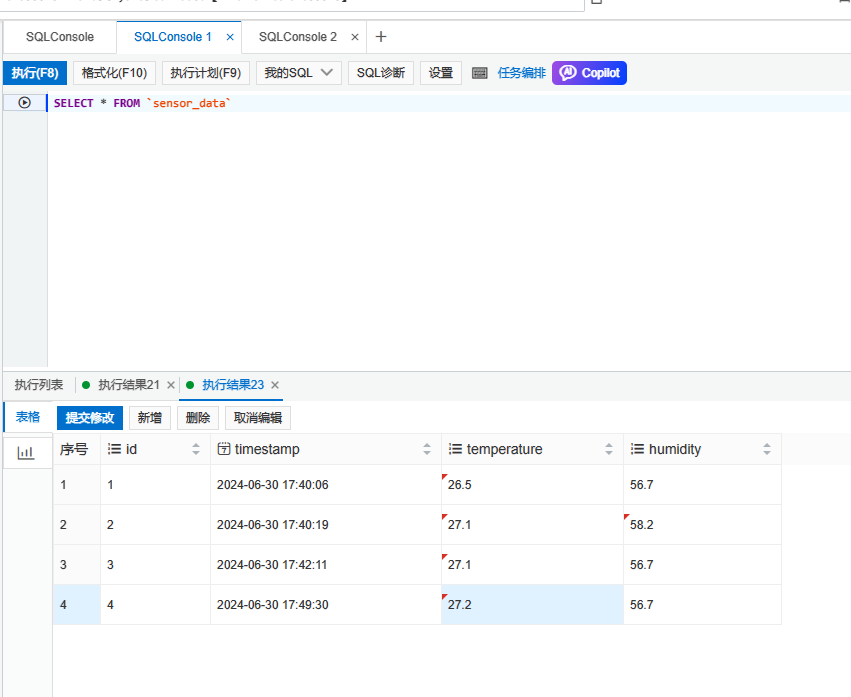 SQLConsole SQLConsole 1 × SQLConsole 2 × +
执行(F8) 格式化(F10) 执行计划(F9) 我的SQL SQL诊断 设置 任务编排 AI Copilot
SELECT * FROM `sensor_data`
执行列表 执行结果21 × 执行结果23 ×
表格 提交修改 新增 删除 取消编辑
序号 id timestamp temperature humidity
1 1 2024-06-30 17:40:06 26.5 56.7
2 2 2024-06-30 17:40:19 27.1 58.2
3 3 2024-06-30 17:42:11 27.1 56.7
4 4 2024-06-30 17:49:30 27.2 56.7